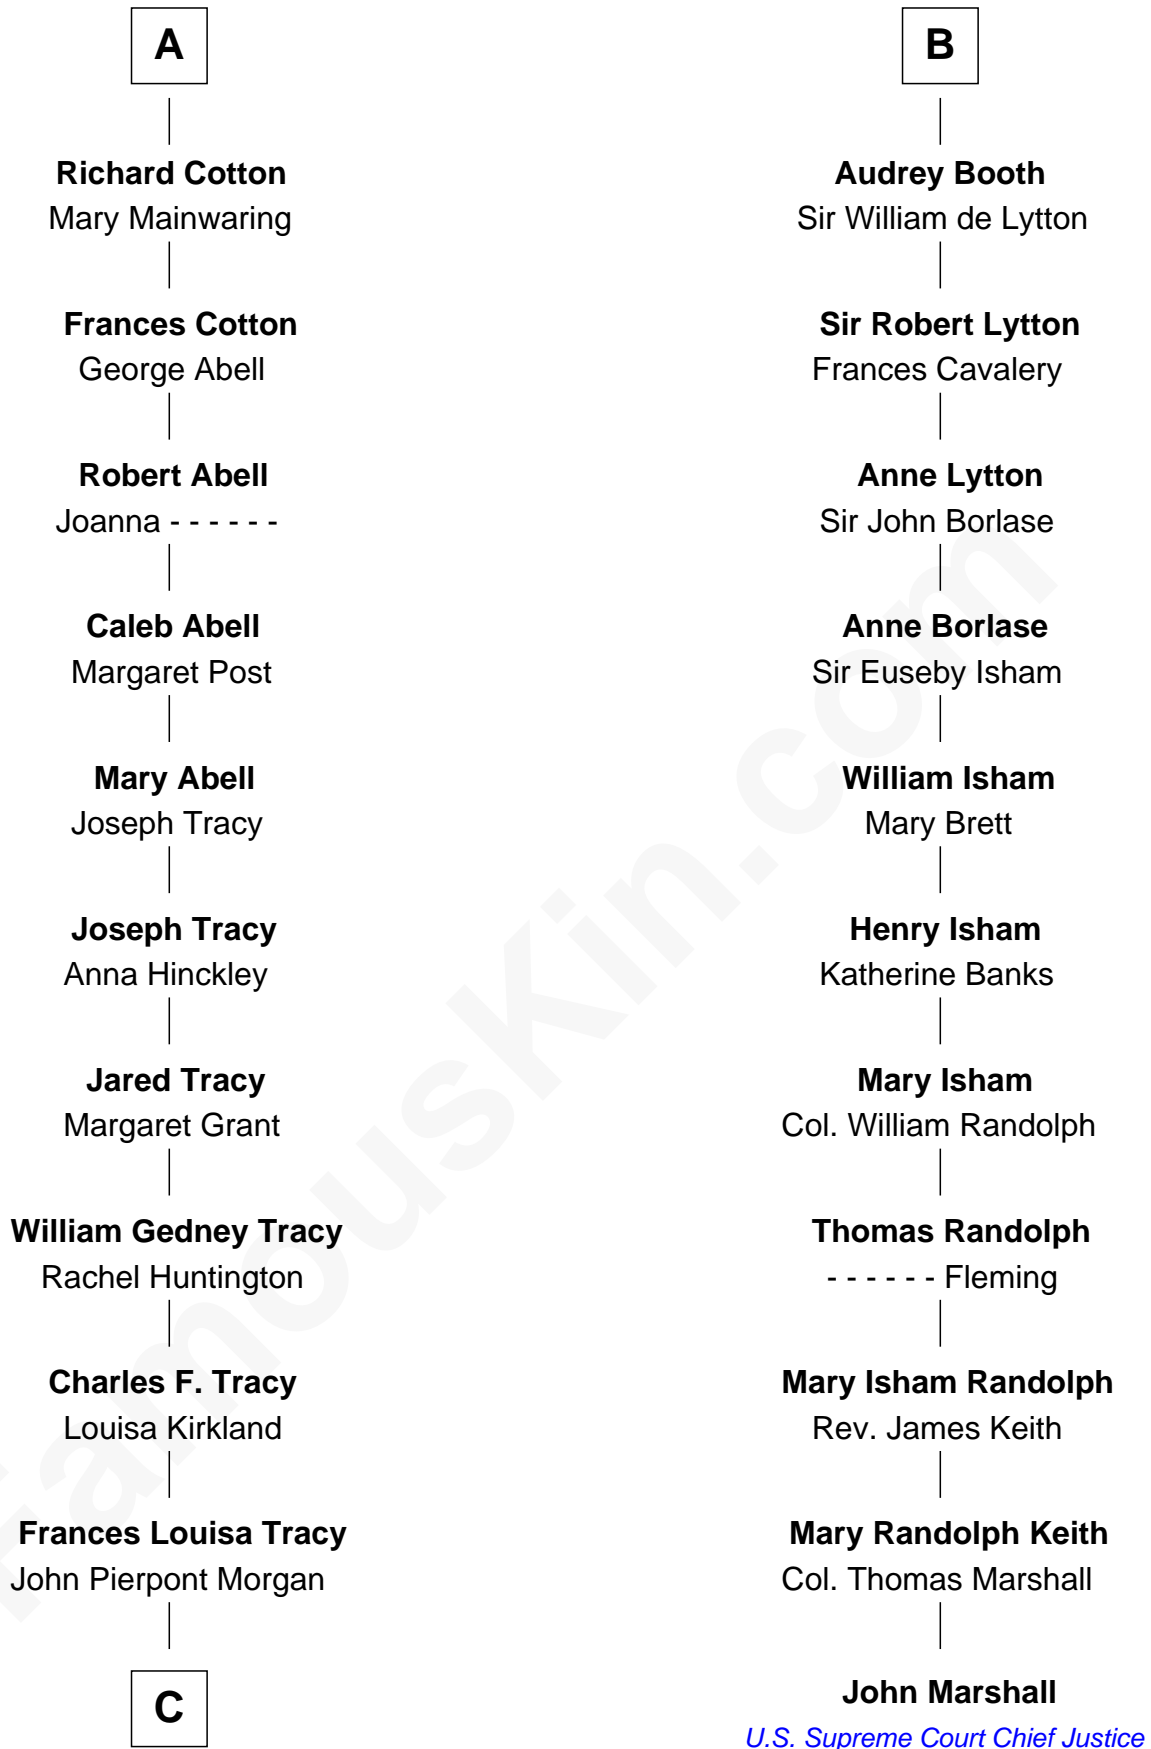 A
Richard Cotton
Mary Mainwaring
Frances Cotton
George Abell
Robert Abell
Joanna - - - - - -
Caleb Abell
Margaret Post
Mary Abell
Joseph Tracy
Joseph Tracy
Anna Hinckley
Jared Tracy
Margaret Grant
William Gedney Tracy
Rachel Huntington
Charles F. Tracy
Louisa Kirkland
Frances Louisa Tracy
John Pierpont Morgan
C
B
Audrey Booth
Sir William de Lytton
Sir Robert Lytton
Frances Cavalery
Anne Lytton
Sir John Borlase
Anne Borlase
Sir Euseby Isham
William Isham
Mary Brett
Henry Isham
Katherine Banks
Mary Isham
Col. William Randolph
Thomas Randolph
- - - - - - Fleming
Mary Isham Randolph
Rev. James Keith
Mary Randolph Keith
Col. Thomas Marshall
John Marshall
U.S. Supreme Court Chief Justice
FamousKin.com